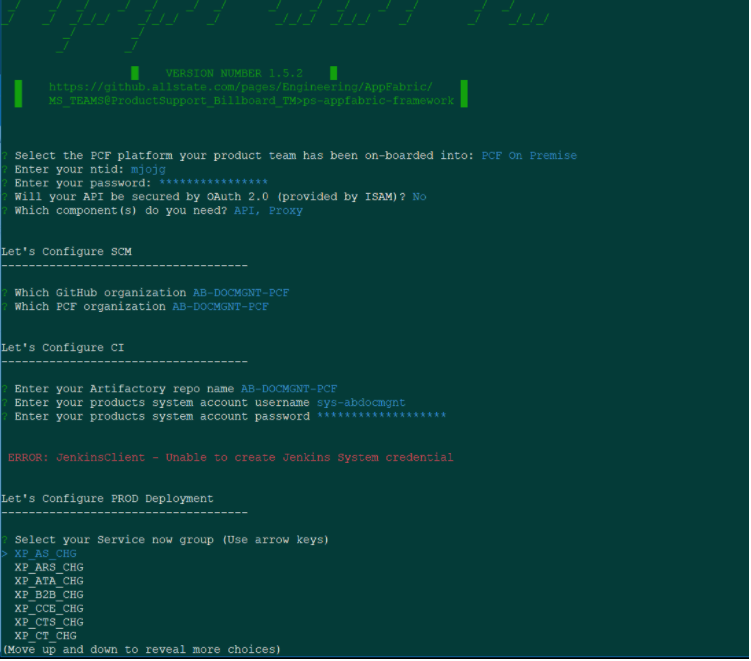 VERSION NUMBER 1.5.2
https://github.allstate.com/pages/Engineering/AppFabric/
MS_TEAMS@ProductSupport_Billboard_TM>ps-appfabric-framework
? Select the PCF platform your product team has been on-boarded into: PCF On Premise
? Enter your ntid: mjojg
? Enter your password: ****************
? Will your API be secured by OAuth 2.0 (provided by ISAM)? No
? Which component(s) do you need? API, Proxy
Let's Configure SCM
------------------------------------
? Which GitHub organization AB-DOCMGNT-PCF
? Which PCF organization AB-DOCMGNT-PCF
Let's Configure CI
------------------------------------
? Enter your Artifactory repo name AB-DOCMGNT-PCF
? Enter your products system account username sys-abdocmgnt
? Enter your products system account password *******************
ERROR: JenkinsClient - Unable to create Jenkins System credential
Let's Configure PROD Deployment
------------------------------------
? Select your Service now group (Use arrow keys)
> XP_AS_CHG
XP_ARS_CHG
XP_ATA_CHG
XP_B2B_CHG
XP_CCE_CHG
XP_CTS_CHG
XP_CT_CHG
(Move up and down to reveal more choices)